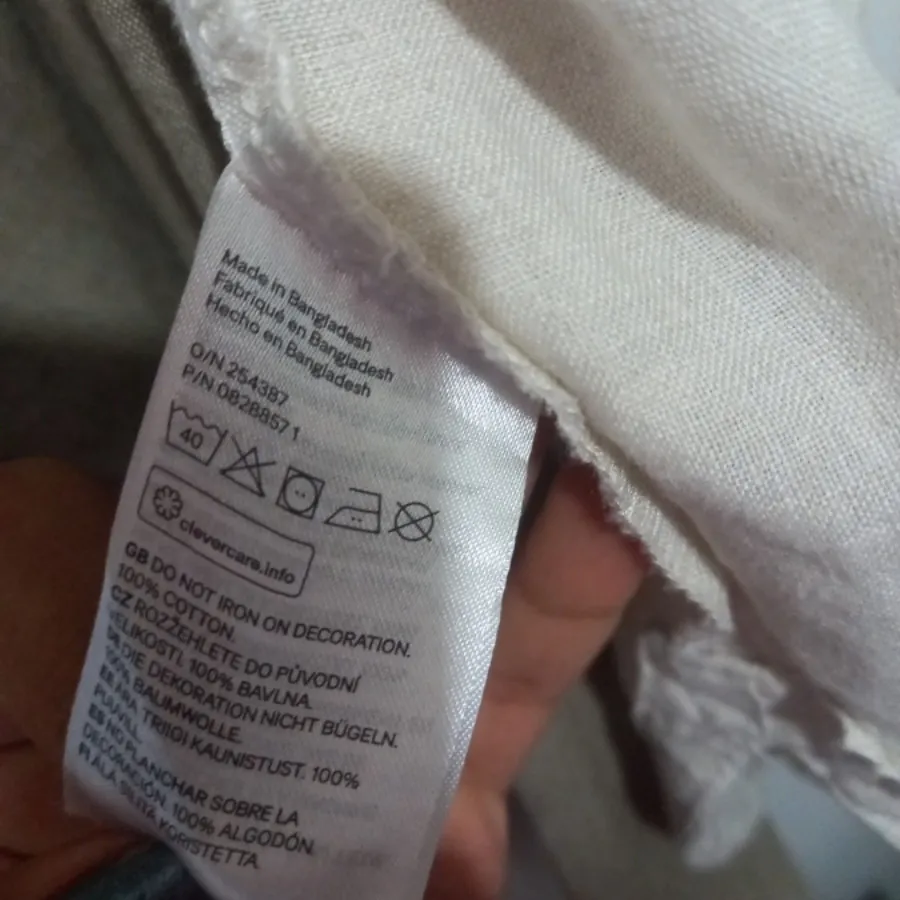 Made in Bangladesh
Fabriqué en Bangladesh
Hecho en Bangladesh
O/N 254387
P/N 0828857 1
40
clevercare.info
GB DO NOT IRON ON DECORATION.
100% COTTON.
CZ ROZŽEHLETE DO PŮVODNÍ
VELIKOSTI. 100% BAVLNA.
DE DIE DEKORATION NICHT BÜGELN.
100% BAUMWOLLE.
EE ÄRA TRIIGI KAUNISTUST. 100%
PUUVILL.
ES NO PLANCHAR SOBRE LA
DECORACIÓN. 100% ALGODÓN.
FI ÄLÄ SILITÄ KORISTETTA.